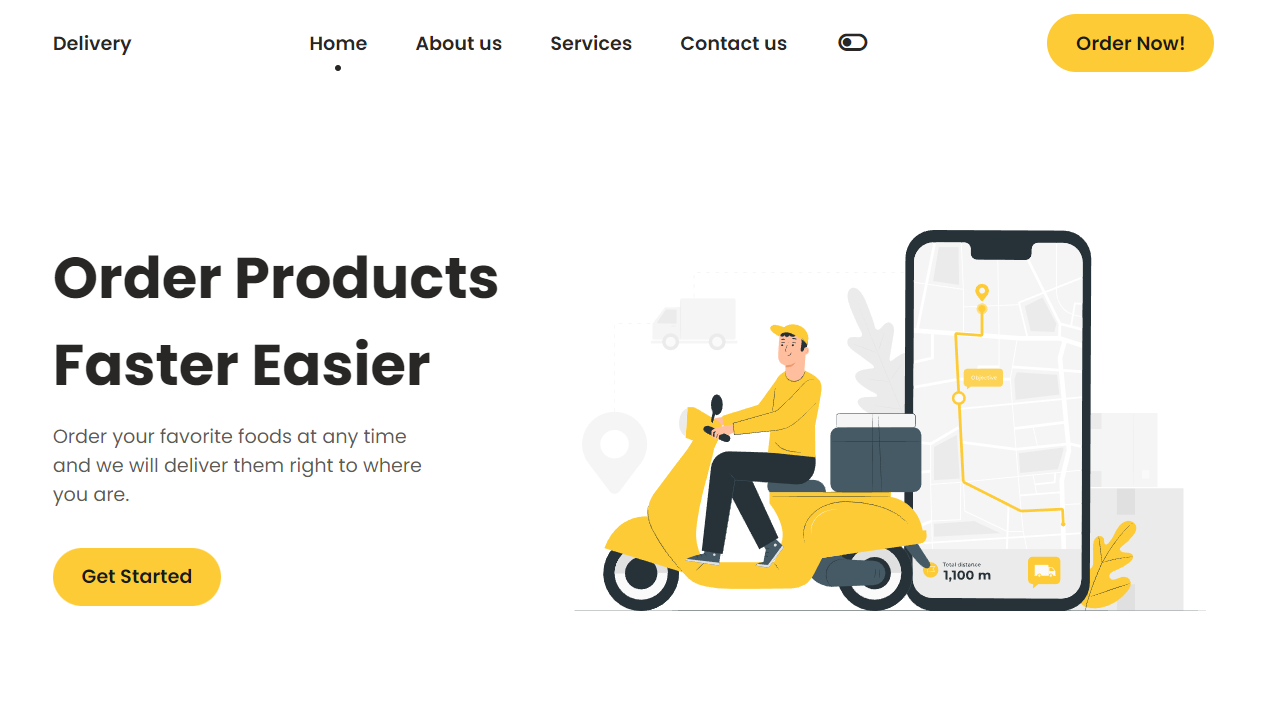 Delivery
Home
About us
Services
Contact us
Order Now!
Order Products
Faster Easier
Order your favorite foods at any time
and we will deliver them right to where
you are.
Get Started
Total distance
1,100 m